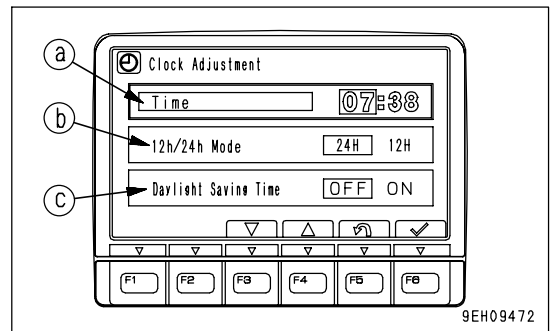 a
Clock Adjustment
Time 07:38
b
12h/24h Mode 24H 12H
c
Daylight Saving Time OFF ON
F1 F2 F3 F4 F5 F6
9EH09472